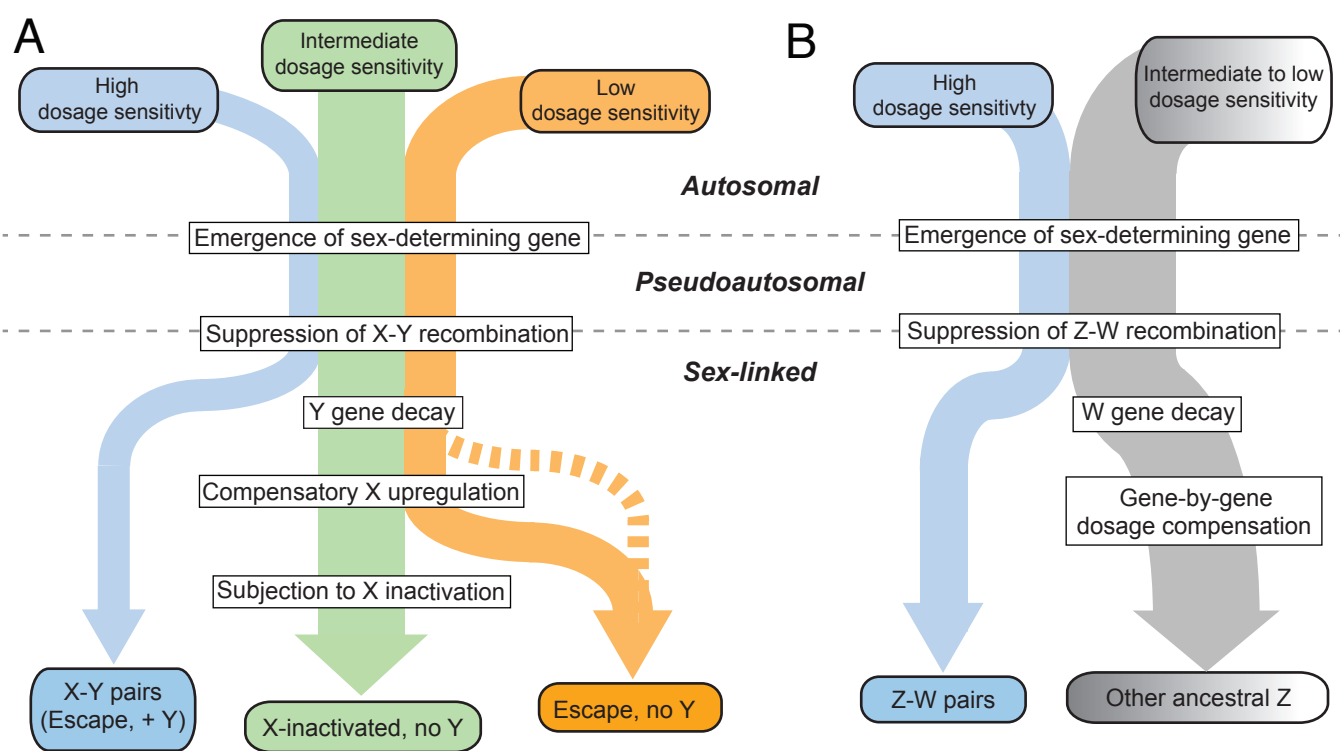 A
High
dosage sensitivty
Intermediate
dosage sensitivity
Low
dosage sensitivity
Autosomal
Emergence of sex-determining gene
Pseudoautosomal
Suppression of X-Y recombination
Sex-linked
Y gene decay
Compensatory X upregulation
Subjection to X inactivation
X-Y pairs
(Escape, + Y)
X-inactivated, no Y
Escape, no Y
B
High
dosage sensitivty
Intermediate to low
dosage sensitivity
Emergence of sex-determining gene
Suppression of Z-W recombination
W gene decay
Gene-by-gene
dosage compensation
Z-W pairs
Other ancestral Z